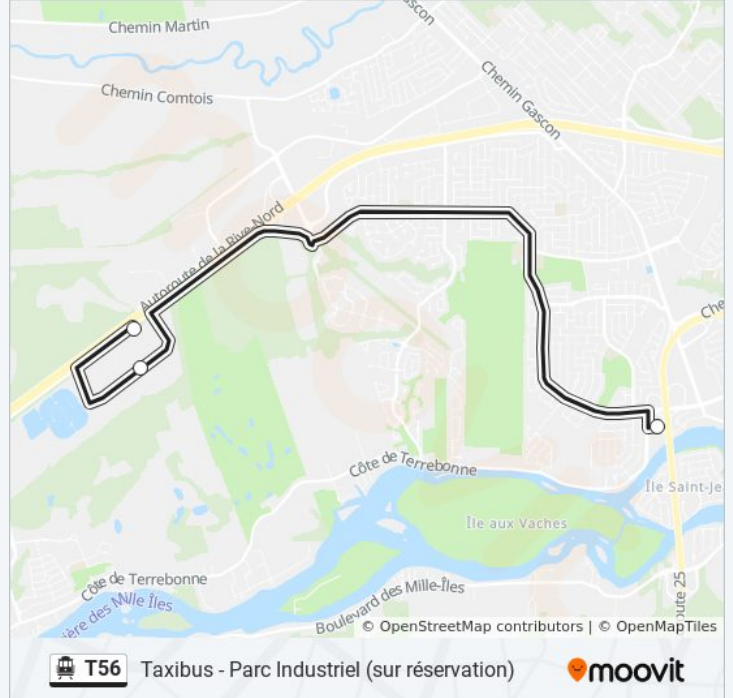 scon
Chemin Martin
Chemin Comtois
Chemin Gascon
Autoroute de la Rive-Nord
Che
Côte de Terrebonne
Île Saint-Je
Île aux Vaches
Côte de Terrebonne
ière des Mille Îles
Boulevard des Mille-Îles
oute 25
© OpenStreetMap contributors | © OpenMapTiles
T56 Taxibus - Parc Industriel (sur réservation) moovit